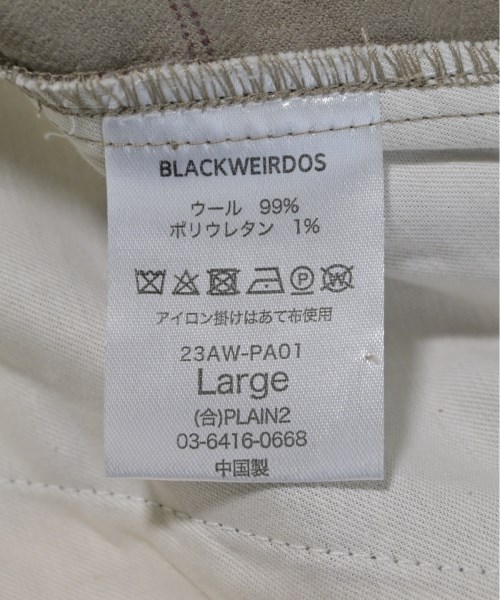 BLACKWEIRDOS
ウール 99%
ポリウレタン 1%
アイロン掛けはあて布使用
23AW-PA01
Large
(合)PLAIN2
03-6416-0668
中国製